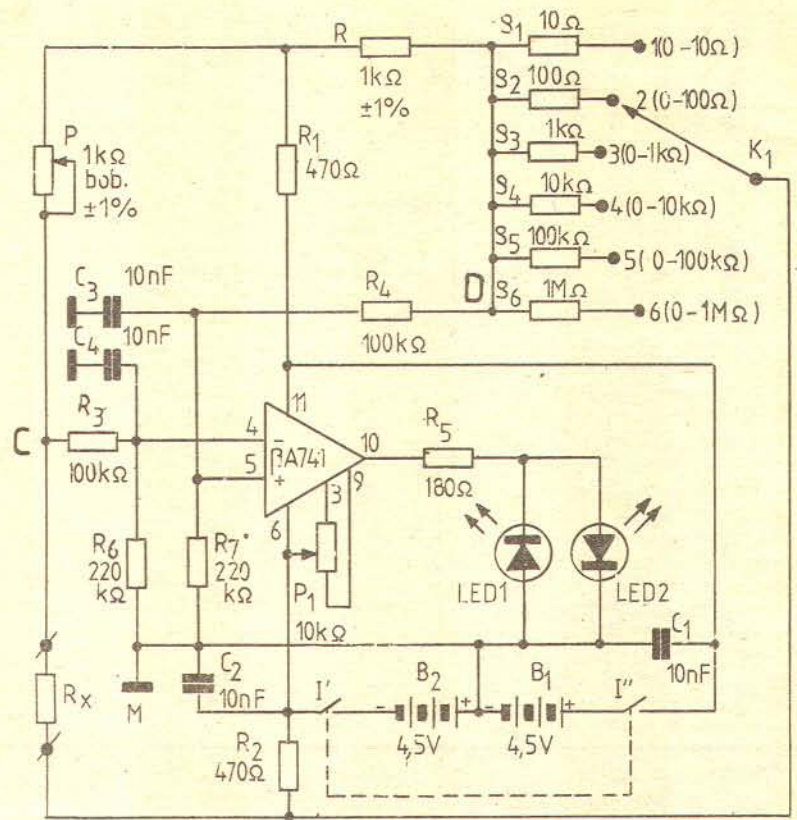 R
1kΩ
±1%
S1 10Ω
1(0-10Ω)
S2 100Ω
2(0-100Ω)
S3 1kΩ
3(0-1kΩ)
S4 10kΩ
4(0-10kΩ)
S5 100kΩ
5(0-100kΩ)
S6 1MΩ
6(0-1MΩ)
K1
P
1kΩ
bob.
±1%
R1
470Ω
10nF
C3
10nF
C4
R4
100kΩ
D
C
R3
100kΩ
4
5
11
βA741
-
+
10
9
3
6
R5
180Ω
R6
220
kΩ
R7
220
kΩ
P1
10kΩ
LED1
LED2
C1
10nF
Rx
M
C2
10nF
I'
- B2 +
4,5V
- B1 +
4,5V
I''
R2
470Ω